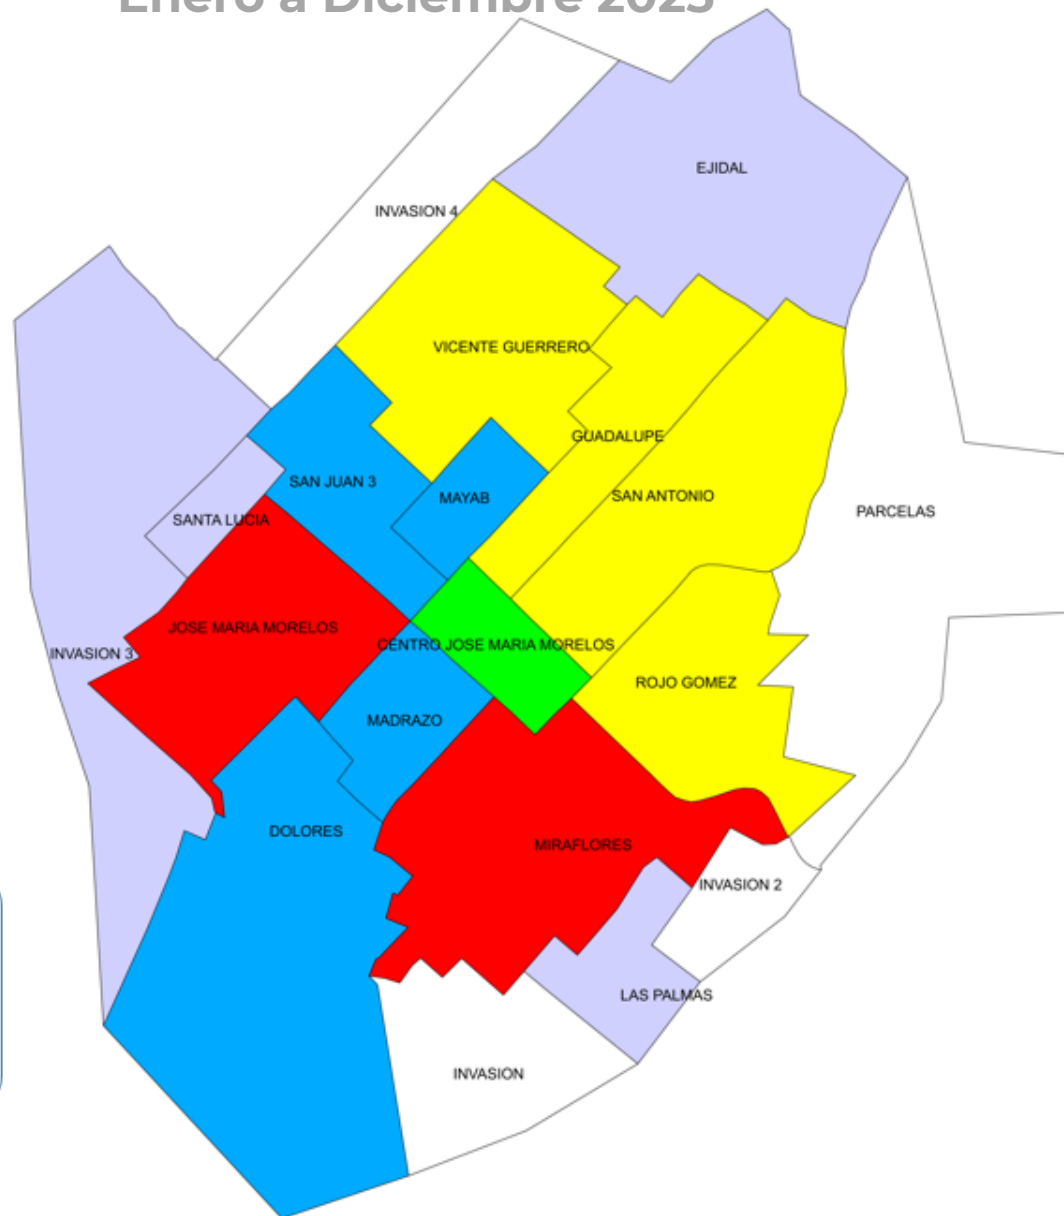 Enero a Diciembre 2023
EJIDAL
INVASION 4
VICENTE GUERRERO
GUADALUPE
SAN JUAN 3
MAYAB
SAN ANTONIO
PARCELAS
SANTA LUCIA
JOSE MARIA MORELOS
CENTRO JOSE MARIA MORELOS
INVASION 3
ROJO GOMEZ
MADRAZO
DOLORES
MIRAFLORES
INVASION 2
LAS PALMAS
INVASION